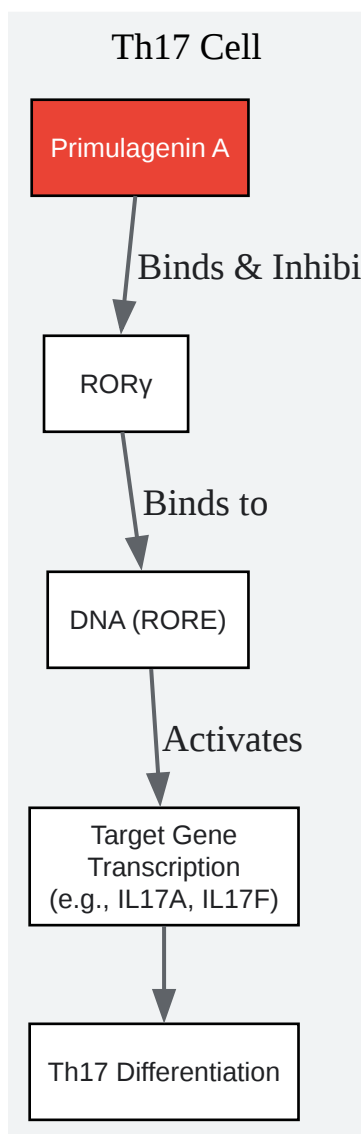 Th17 Cell
Primulagenin A
Binds & Inhibi
RORγ
Binds to
DNA (RORE)
Activates
Target Gene
Transcription
(e.g., IL17A, IL17F)
Th17 Differentiation